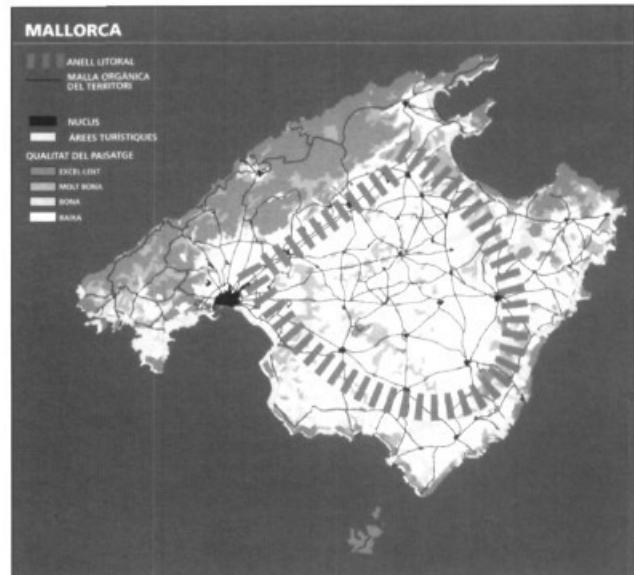 MALLORCA
ANELL LITORAL
MALLA ORGÀNICA
DEL TERRITORI
NUCLIS
ÀREES TURÍSTIQUES
QUALITAT DEL PAISATGE
EXCEL·LENT
MOLT BONA
BONA
BAIXA